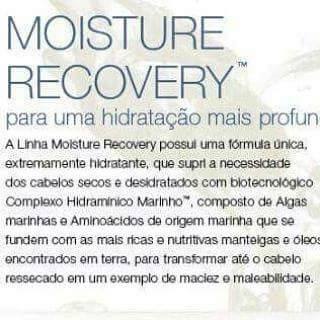 MOISTURE
RECOVERY™
para uma hidratação mais profun
A Linha Moisture Recovery possui uma fórmula única,
extremamente hidratante, que supri a necessidade
dos cabelos secos e desidratados com biotecnológico
Complexo Hidramínico Marinho™, composto de Algas
marinhas e Aminoácidos de origem marinha que se
fundem com as mais ricas e nutritivas manteigas e óleos
encontrados em terra, para transformar até o cabelo
ressecado em um exemplo de maciez e maleabilidade.